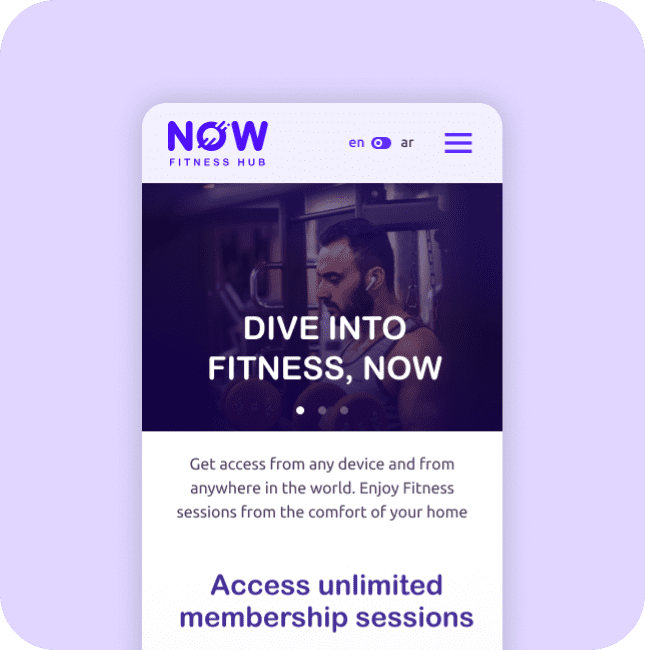 NOW
FITNESS HUB
en ar
DIVE INTO
FITNESS, NOW
Get access from any device and from
anywhere in the world. Enjoy Fitness
sessions from the comfort of your home
Access unlimited
membership sessions